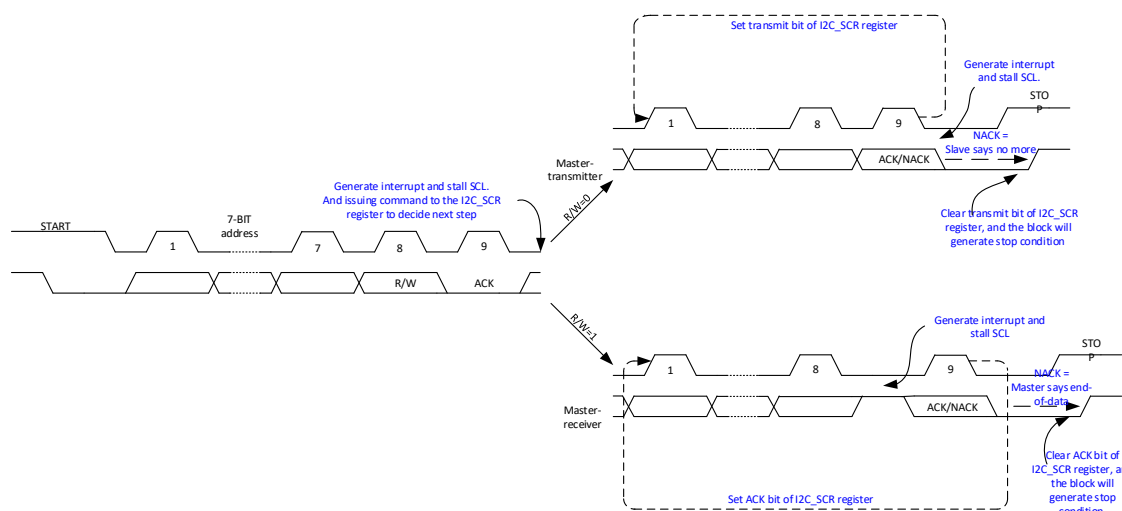 Set transmit bit of I2C_SCR register
Generate interrupt
and stall SCL.
STO
P
1
8
9
NACK =
Slave says no more
ACK/NACK
Master-
transmitter
R/W=0
Clear transmit bit of I2C_SCR
register, and the block will
generate stop condition
Generate interrupt and stall SCL.
And issuing command to the I2C_SCR
register to decide next step
START
7-BIT
address
1
7
8
9
R/W
ACK
R/W=1
Generate interrupt and
stall SCL
STO
P
1
8
9
NACK =
Master says end-
of-data
ACK/NACK
Master-
receiver
Clear ACK bit of
I2C_SCR register, an
the block will
generate stop
condition
Set ACK bit of I2C_SCR register